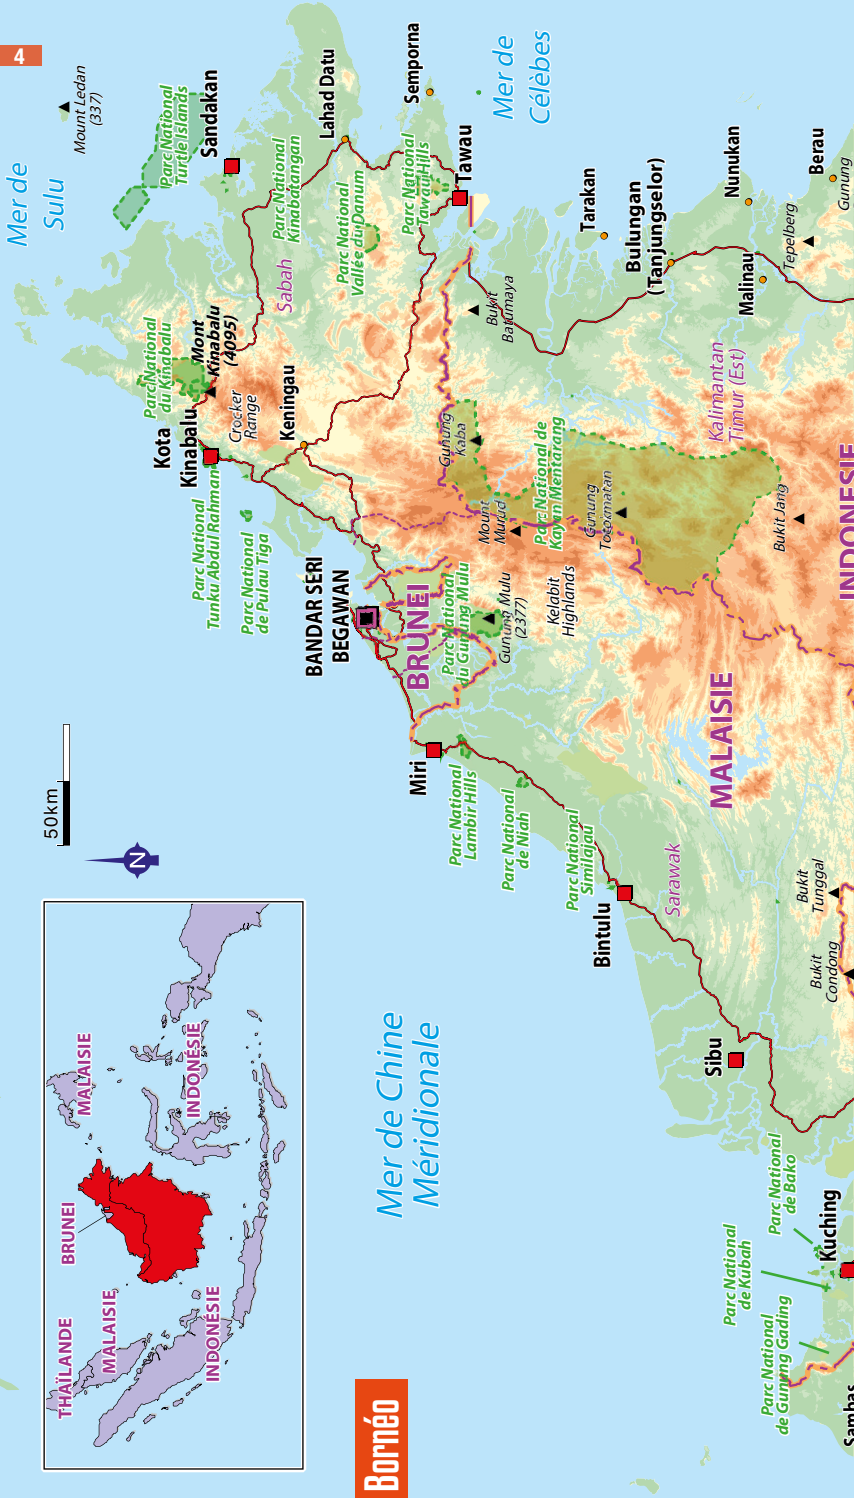 4
Mer de
Sulu
Mount Ledan
(337)
Parc National
Turtle Islands
Sandakan
Lahad Datu
Semporna
Mer de
Célèbes
Parc National
Kinabatangan
Parc National
Vallée du Danum
Parc National
Tawau Hills
Tawau
Sabah
Parc National
du Kinabalu
Mont
Kinabalu
(4095)
Crocker
Range
Kota
Kinabalu
Keningau
Parc National
Tunku Abdul Rahman
Parc National
de Pulau Tiga
Tarakan
Bulungan
(Tanjungselor)
Nunukan
Malinau
Berau
Tepelberg
Gunung
Bukit
Batumaya
Kalimantan
Timur (Est)
Gunung
Kaba
Parc National de
Kayan Mentarang
Mount
Murud
Gunung
Bukit Jang
INDONESIE
BANDAR SERI
BEGAWAN
BRUNEI
Parc National
du Gunung Mulu
Gunung Mulu
(2377)
Kelabit
Highlands
MALAISIE
Miri
Parc National
Lambir Hills
Parc National
de Niah
Parc National
Similajau
Bintulu
Sarawak
Bukit
Tunggal
Bukit
Condong
Sibu
50km
N
Mer de Chine
Méridionale
Parc National
de Bako
Kuching
Parc National
de Kubah
Parc National
de Gunung Gading
Sambas
THAÏLANDE
MALAISIE
BRUNEI
INDONÉSIE
MALAISIE
INDONÉSIE
Bornéo